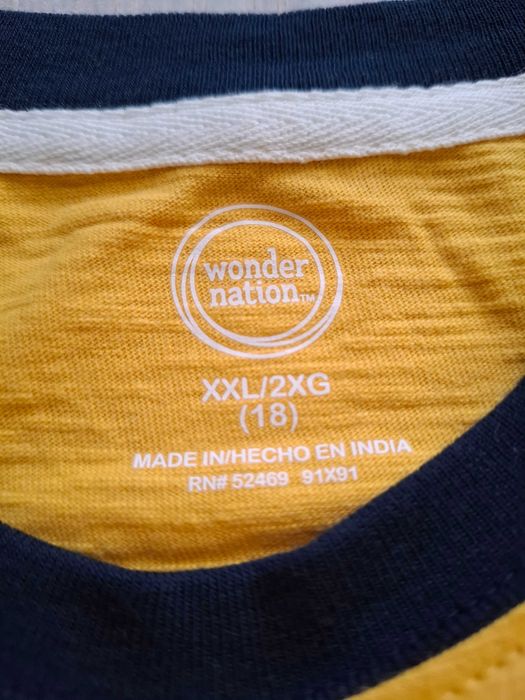 wonder
nation™
XXL/2XG
(18)
MADE IN/HECHO EN INDIA
RN# 52469 91X91